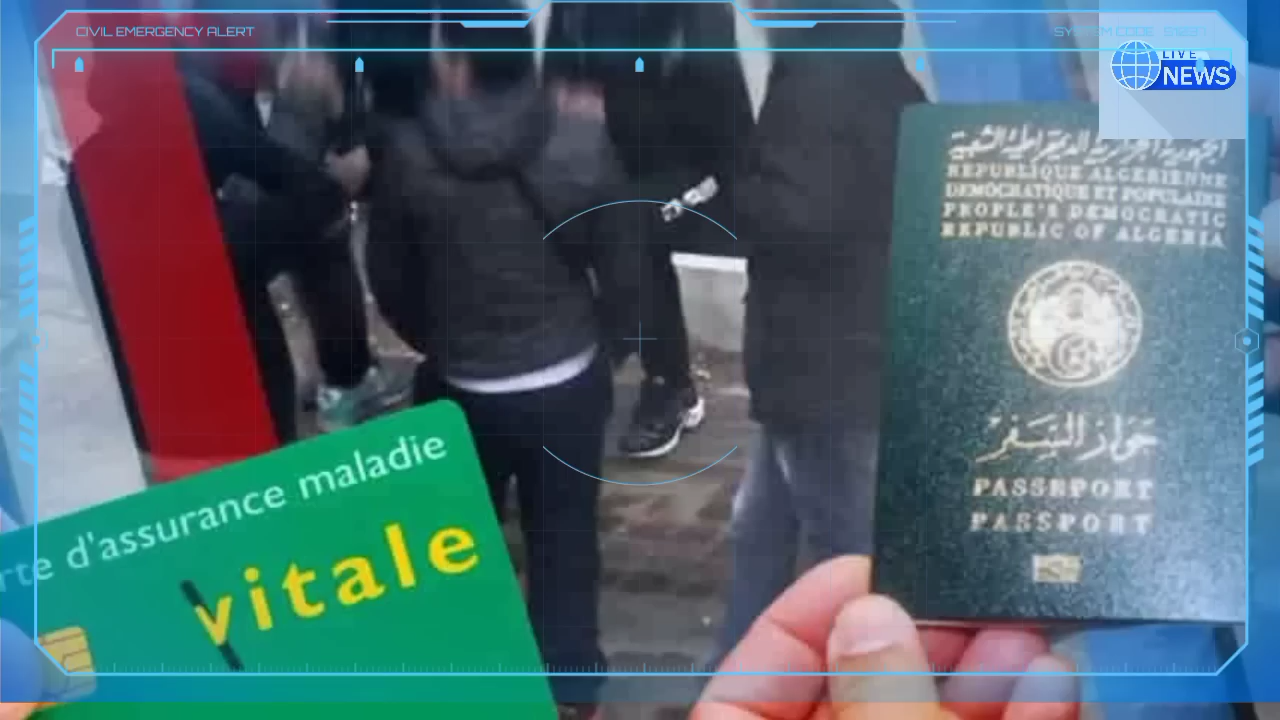 CIVIL EMERGENCY ALERT
LIVE
NEWS
الجمهورية الجزائرية الديمقراطية الشعبية
REPUBLIQUE ALGERIENNE
DEMOCRATIQUE ET POPULAIRE
PEOPLE'S DEMOCRATIC
REPUBLIC OF ALGERIA
جواز السفر
PASSEPORT
PASSPORT
rte d'assurance maladie
vitale